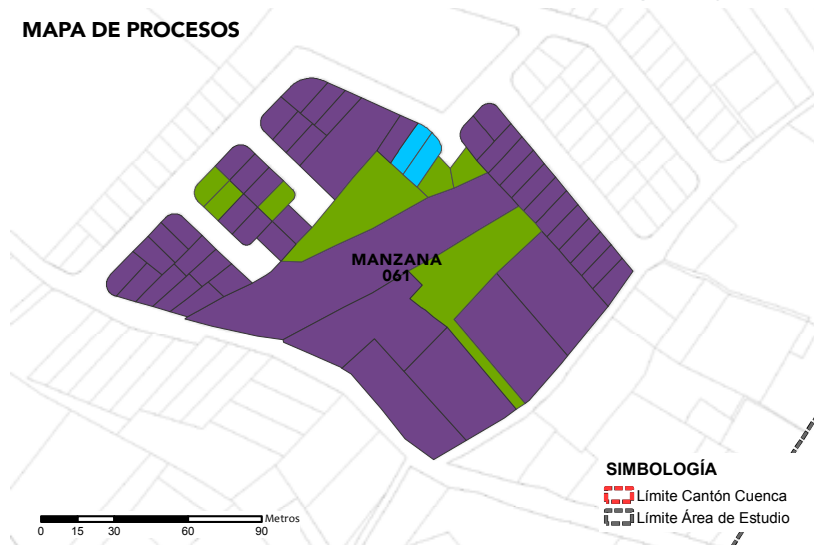 MAPA DE PROCESOS
MANZANA
061
SIMBOLOGÍA
Límite Cantón Cuenca
Límite Área de Estudio
Metros
0 15 30 60 90